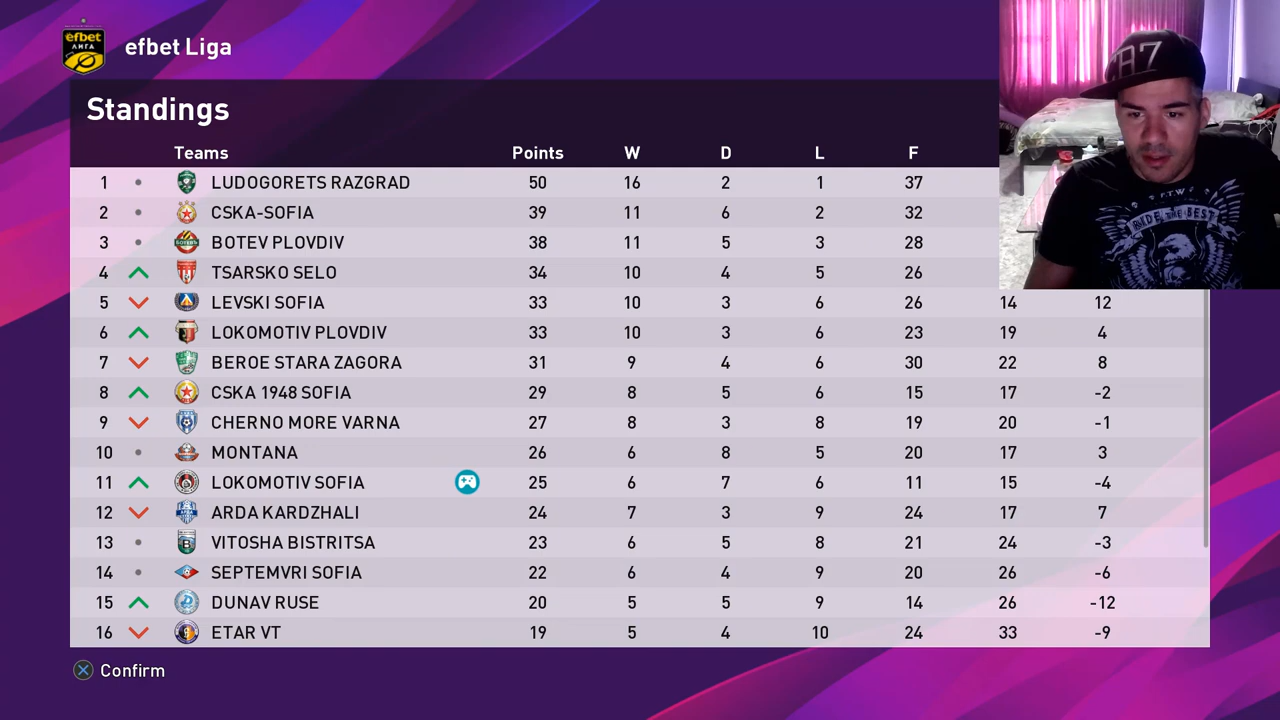 efbet
ЛИГА
efbet Liga
Standings
Teams Points W D L F
1 LUDOGORETS RAZGRAD 50 16 2 1 37
2 CSKA-SOFIA 39 11 6 2 32
3 BOTEV PLOVDIV 38 11 5 3 28
4 TSARSKO SELO 34 10 4 5 26
5 LEVSKI SOFIA 33 10 3 6 26 14 12
6 LOKOMOTIV PLOVDIV 33 10 3 6 23 19 4
7 BEROE STARA ZAGORA 31 9 4 6 30 22 8
8 CSKA 1948 SOFIA 29 8 5 6 15 17 -2
9 CHERNO MORE VARNA 27 8 3 8 19 20 -1
10 MONTANA 26 6 8 5 20 17 3
11 LOKOMOTIV SOFIA 25 6 7 6 11 15 -4
12 ARDA KARDZHALI 24 7 3 9 24 17 7
13 VITOSHA BISTRITSA 23 6 5 8 21 24 -3
14 SEPTEMVRI SOFIA 22 6 4 9 20 26 -6
15 DUNAV RUSE 20 5 5 9 14 26 -12
16 ETAR VT 19 5 4 10 24 33 -9
Confirm